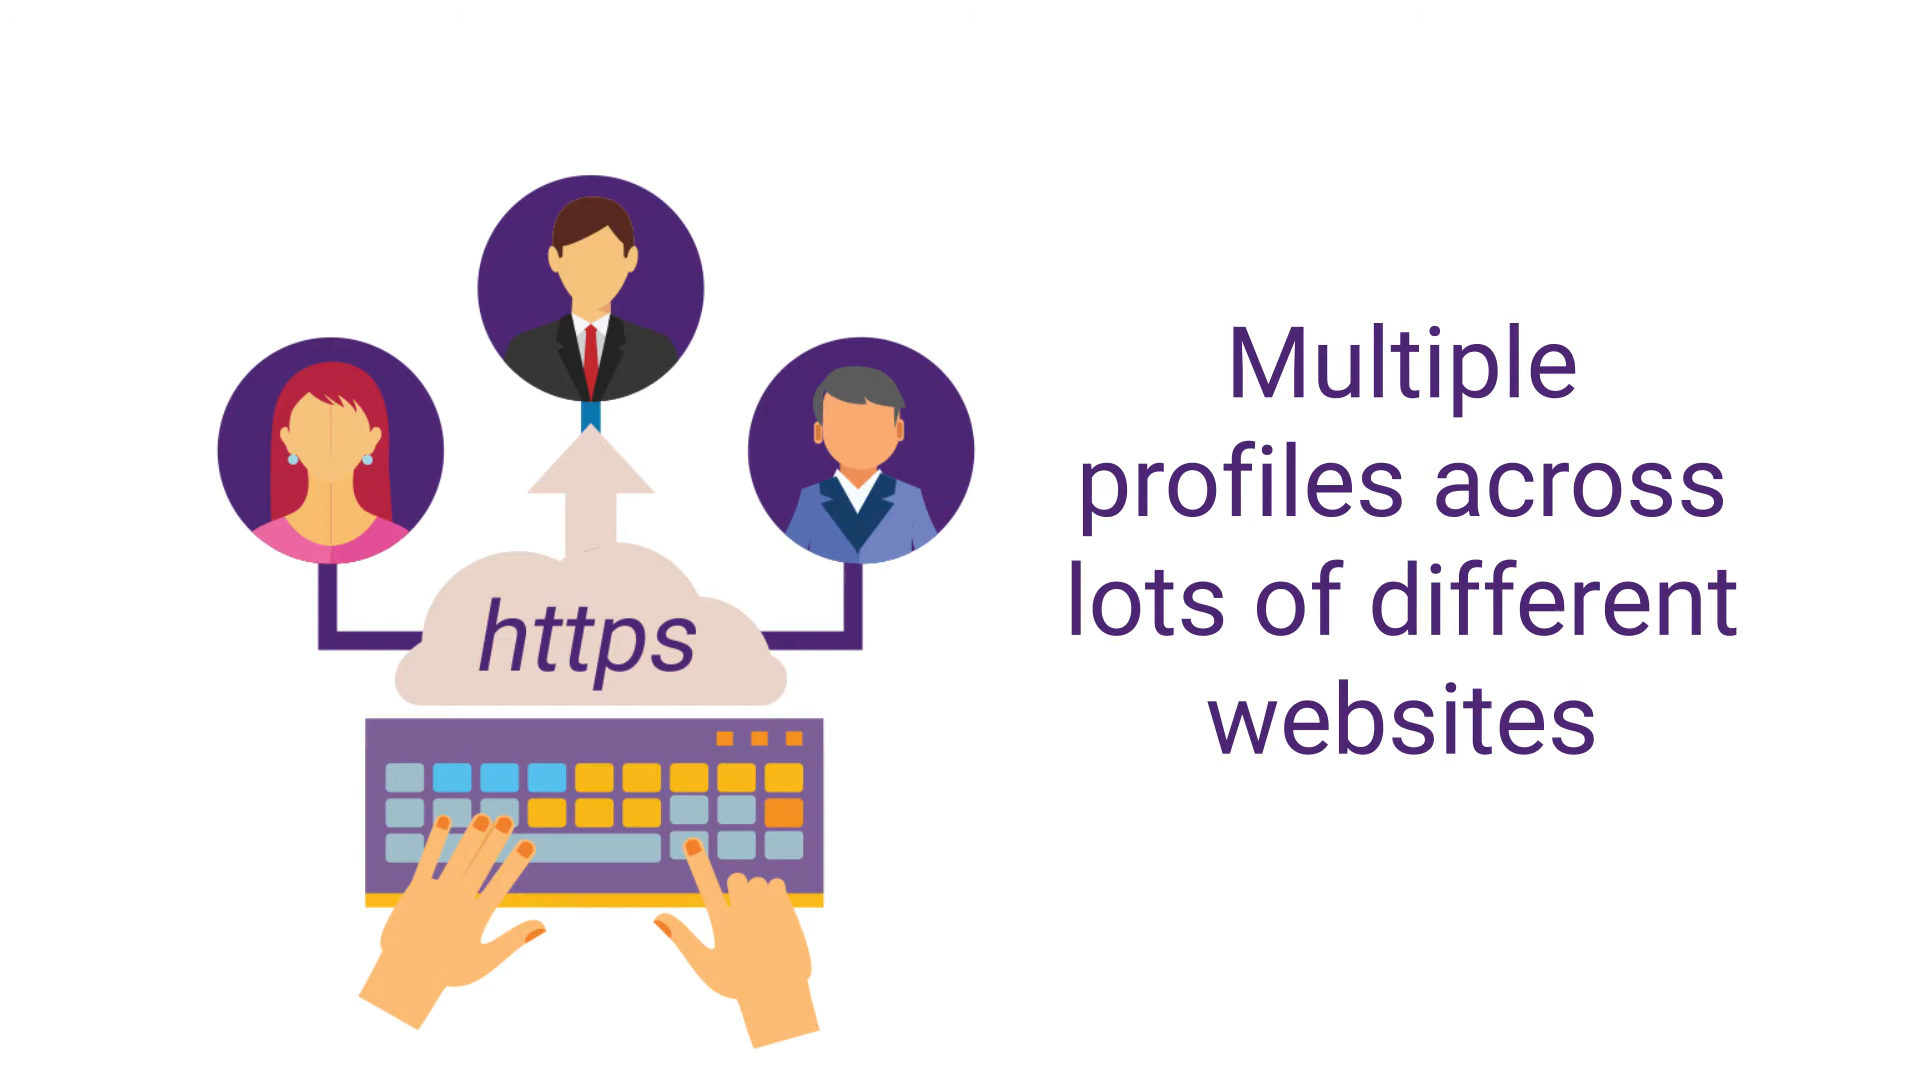 https
Multiple
profiles across
lots of different
websites